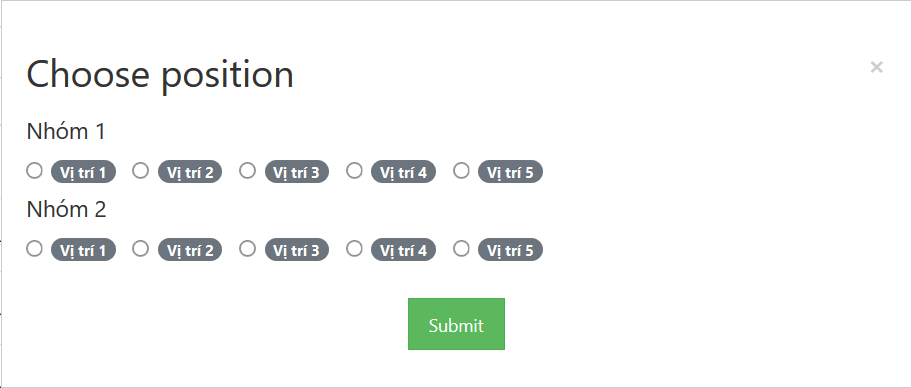 Choose position
×
Nhóm 1
Vị trí 1 Vị trí 2 Vị trí 3 Vị trí 4 Vị trí 5
Nhóm 2
Vị trí 1 Vị trí 2 Vị trí 3 Vị trí 4 Vị trí 5
Submit